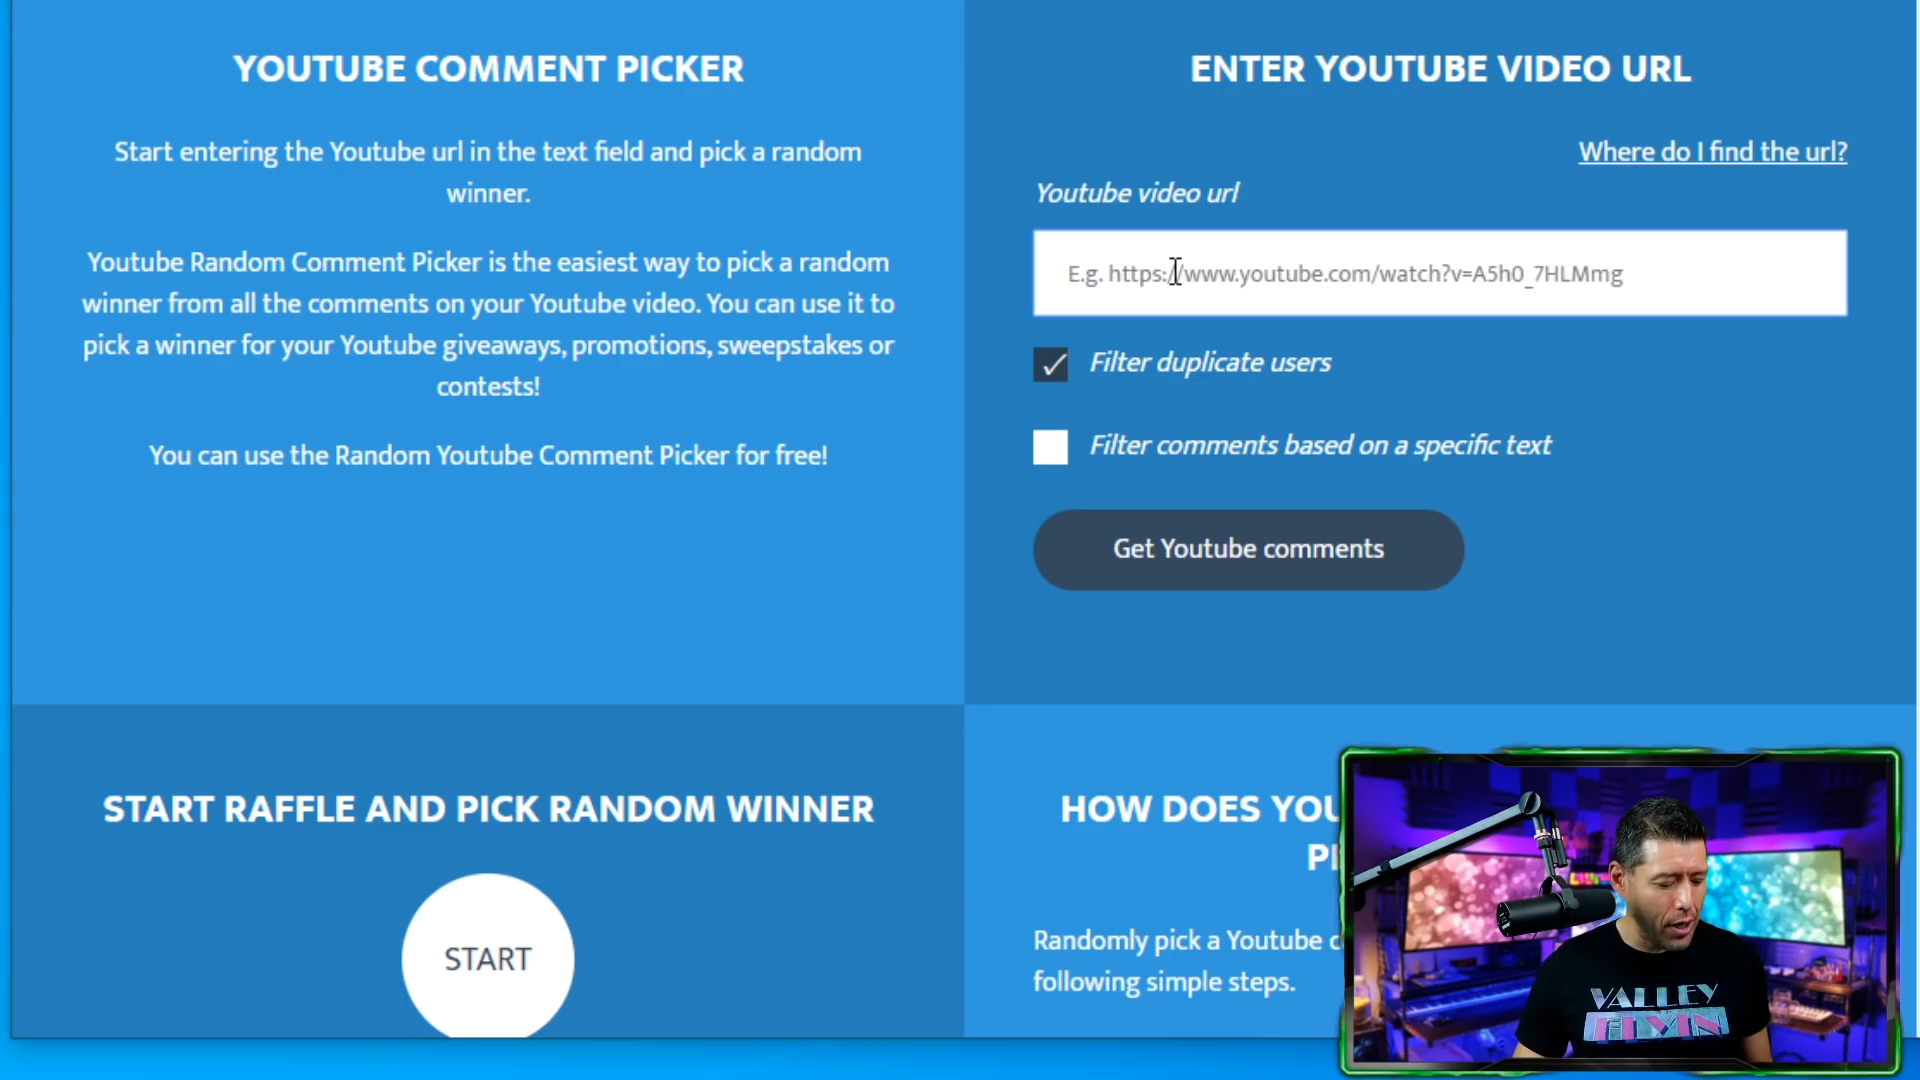 YOUTUBE COMMENT PICKER
Start entering the Youtube url in the text field and pick a random
winner.
Youtube Random Comment Picker is the easiest way to pick a random
winner from all the comments on your Youtube video. You can use it to
pick a winner for your Youtube giveaways, promotions, sweepstakes or
contests!
You can use the Random Youtube Comment Picker for free!
ENTER YOUTUBE VIDEO URL
Where do I find the url?
Youtube video url
E.g. https://www.youtube.com/watch?v=A5h0_7HLMmg
Filter duplicate users
Filter comments based on a specific text
Get Youtube comments
START RAFFLE AND PICK RANDOM WINNER
START
HOW DOES YOU
Randomly pick a Youtube
following simple steps.
VALLEY